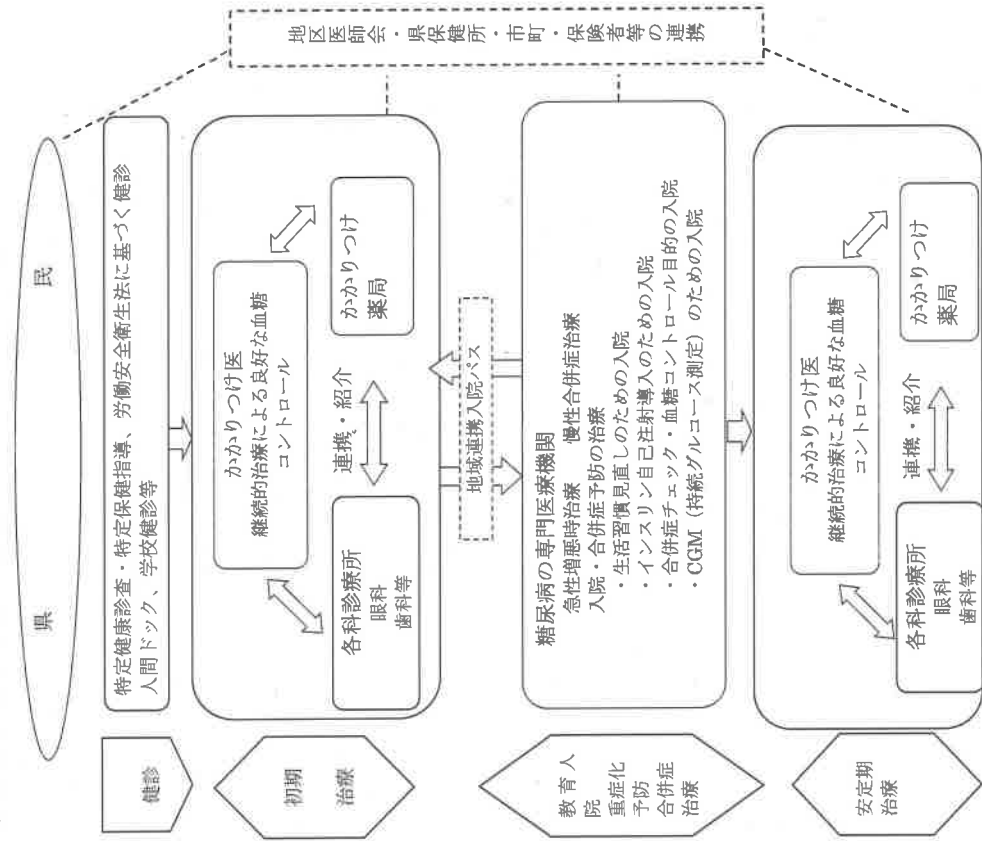 県民
健診
特定健康診査・特定保健指導、労働安全衛生法に基づく健診
人間ドック、学校健診等
初期
治療
かかりつけ医
継続的治療による良好な血糖
コントロール
各科診療所
眼科
歯科等
連携・紹介
かかりつけ
薬局
地域連携入院パス
教育入
院
重症化
予防
合併症
治療
糖尿病の専門医療機関
急性増悪時治療 慢性合併症治療
入院・合併症予防の治療
・生活習慣見直しのための入院
・インスリン自己注射導入のための入院
・合併症チェック・血糖コントロール目的の入院
・CGM(持続グルコース測定)のための入院
安定期
治療
かかりつけ医
継続的治療による良好な血糖
コントロール
各科診療所
眼科
歯科等
連携・紹介
かかりつけ
薬局
地区医師会・県保健所・市町・保険者等の連携